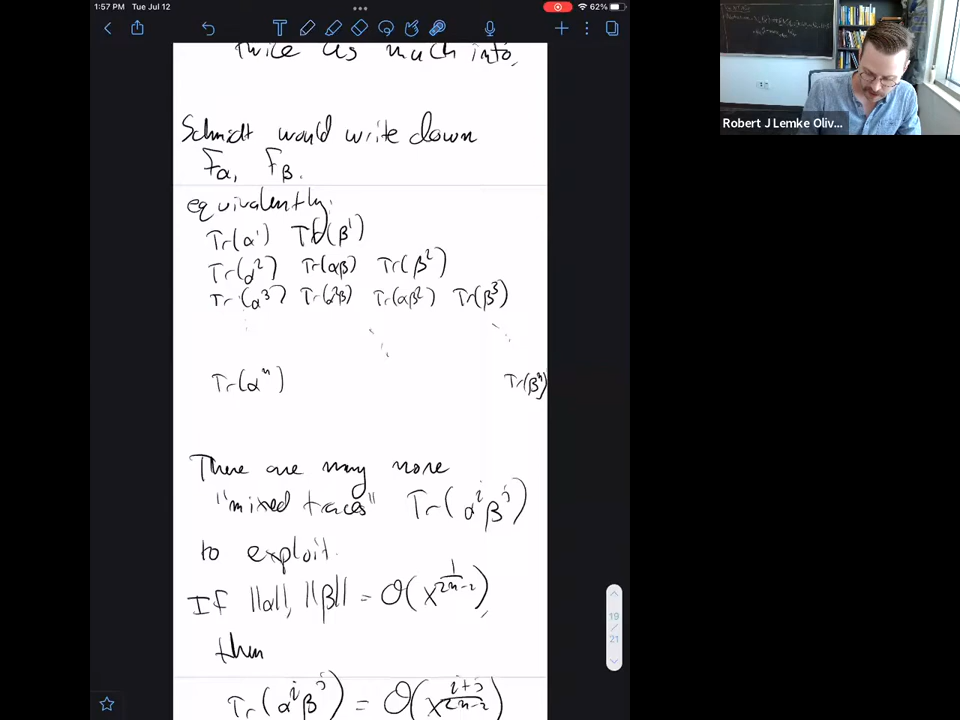 1:57 PM Tue Jul 12
62%
Twice as much info.
Schmidt would write down
Fα, Fβ.
equivalently:
Tr(α¹) Tr(β¹)
Tr(α²) Tr(αβ) Tr(β²)
Tr(α³) Tr(α²β) Tr(αβ²) Tr(β³)
Tr(αⁿ) Tr(βⁿ)
There are many more
"mixed traces" Tr(αⁱβʲ)
to exploit.
If ||α||, ||β|| = O(X^{1/(2n-2)}),
then
Tr(αⁱβʲ) = O(X^{(i+j)/(2n-2)})
19
/
21
Robert J Lemke Oliv...